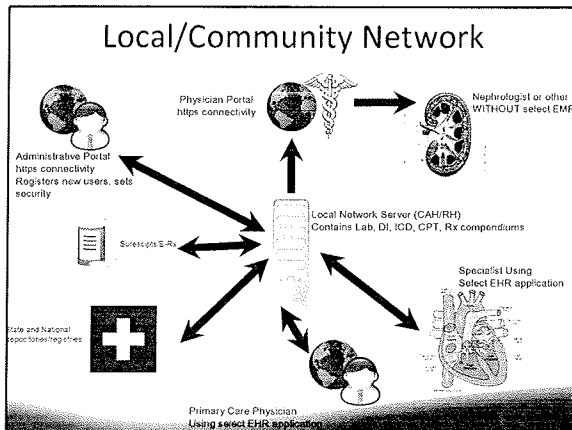 Local/Community Network
Physician Portal
https connectivity
Nephrologist or other
WITHOUT select EMR
Administrative Portal
https connectivity
Registers new users, sets
security
Local Network Server (CAH/RH)
Contains Lab, DI, ICD, CPT, Rx compendiums
Surescripts/E-Rx
Specialist Using
Select EHR application
State and National
repositories/registries
Primary Care Physician
Using select EHR application